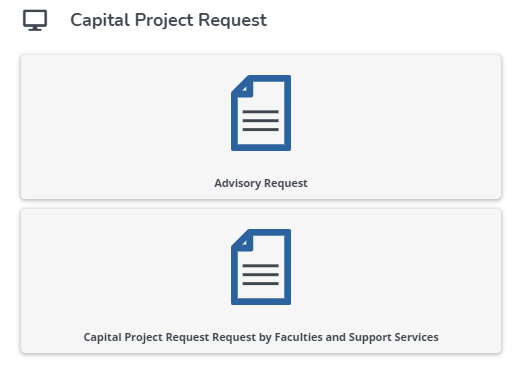 Capital Project Request
Advisory Request
Capital Project Request Request by Faculties and Support Services